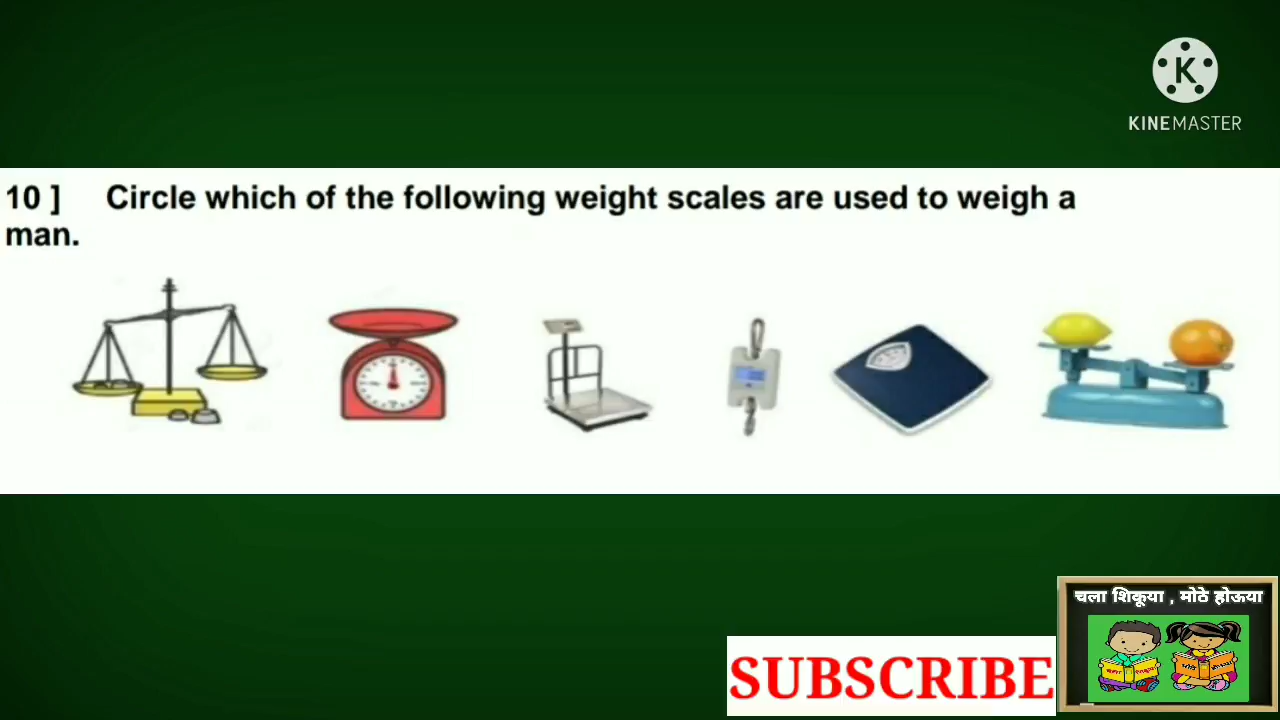 K
KINEMASTER
10 ] Circle which of the following weight scales are used to weigh a
man.
चला शिकूया , मोठे होऊया
SUBSCRIBE